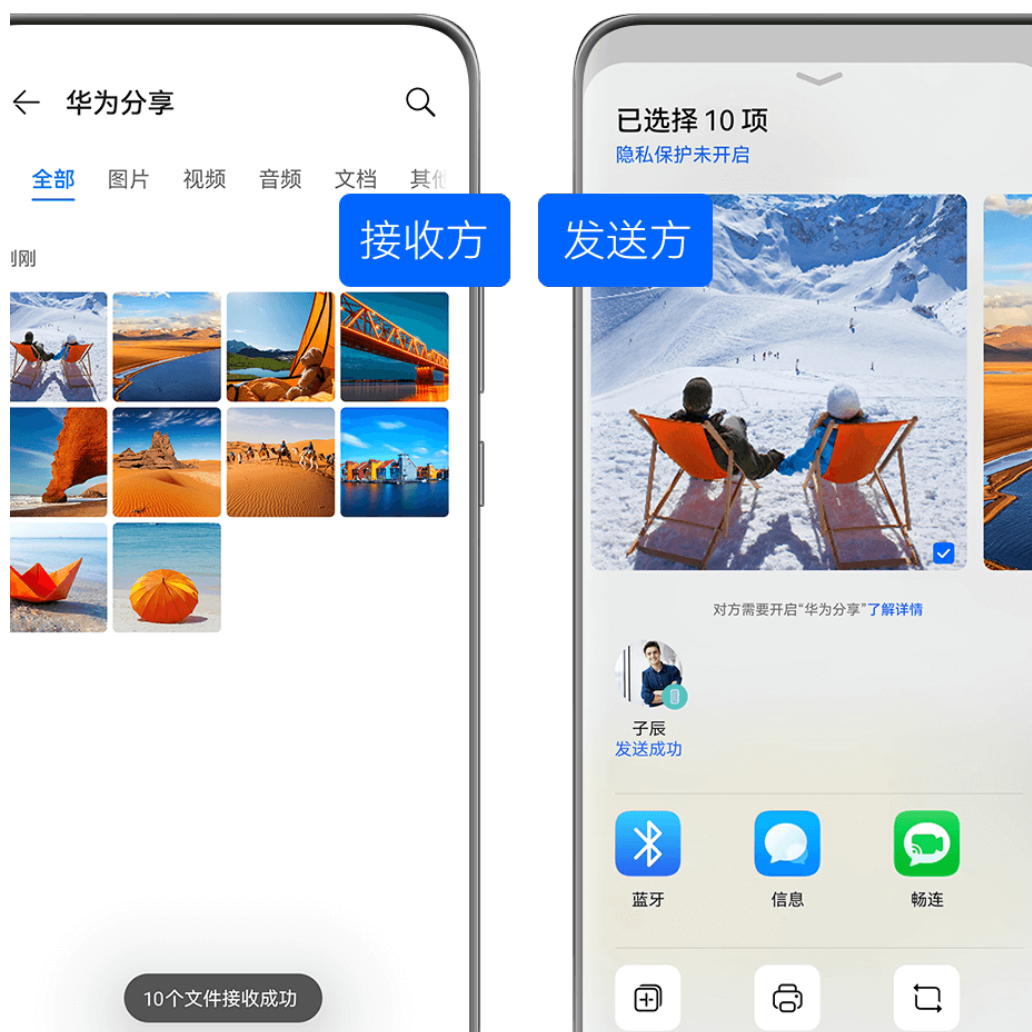 华为分享
全部 图片 视频 音频 文档 其他
接收方
刚刚
10个文件接收成功
已选择 10 项
隐私保护未开启
发送方
对方需要开启“华为分享”了解详情
子辰
发送成功
蓝牙 信息 畅连